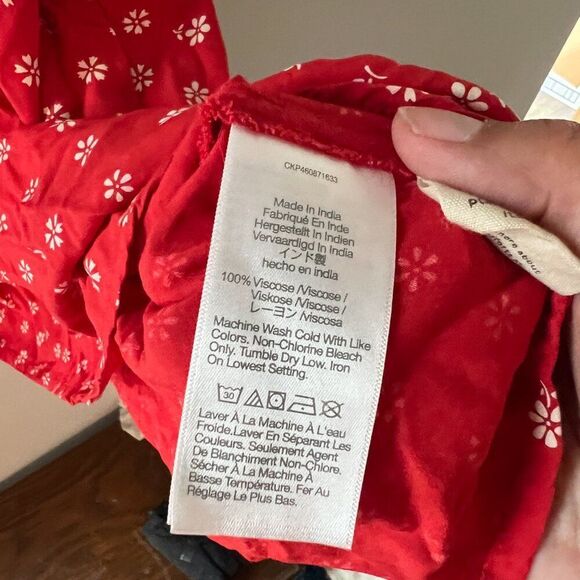 CKP460871633
Made in India
Fabriqué En Inde
Hergestellt In Indien
Vervaardigd In India
インド製
hecho en india
100% Viscose/Viscose/
Viskose/Viscose/
レーヨン/viscosa
Machine Wash Cold With Like
Colors. Non-Chlorine Bleach
Only. Tumble Dry Low. Iron
On Lowest Setting.
30
Laver À La Machine À L'eau
Froide.Laver En Séparant Les
Couleurs. Seulement Agent
De Blanchiment Non-Chlore.
Sécher À La Machine À
Basse Température. Fer Au
Réglage Le Plus Bas.
more about